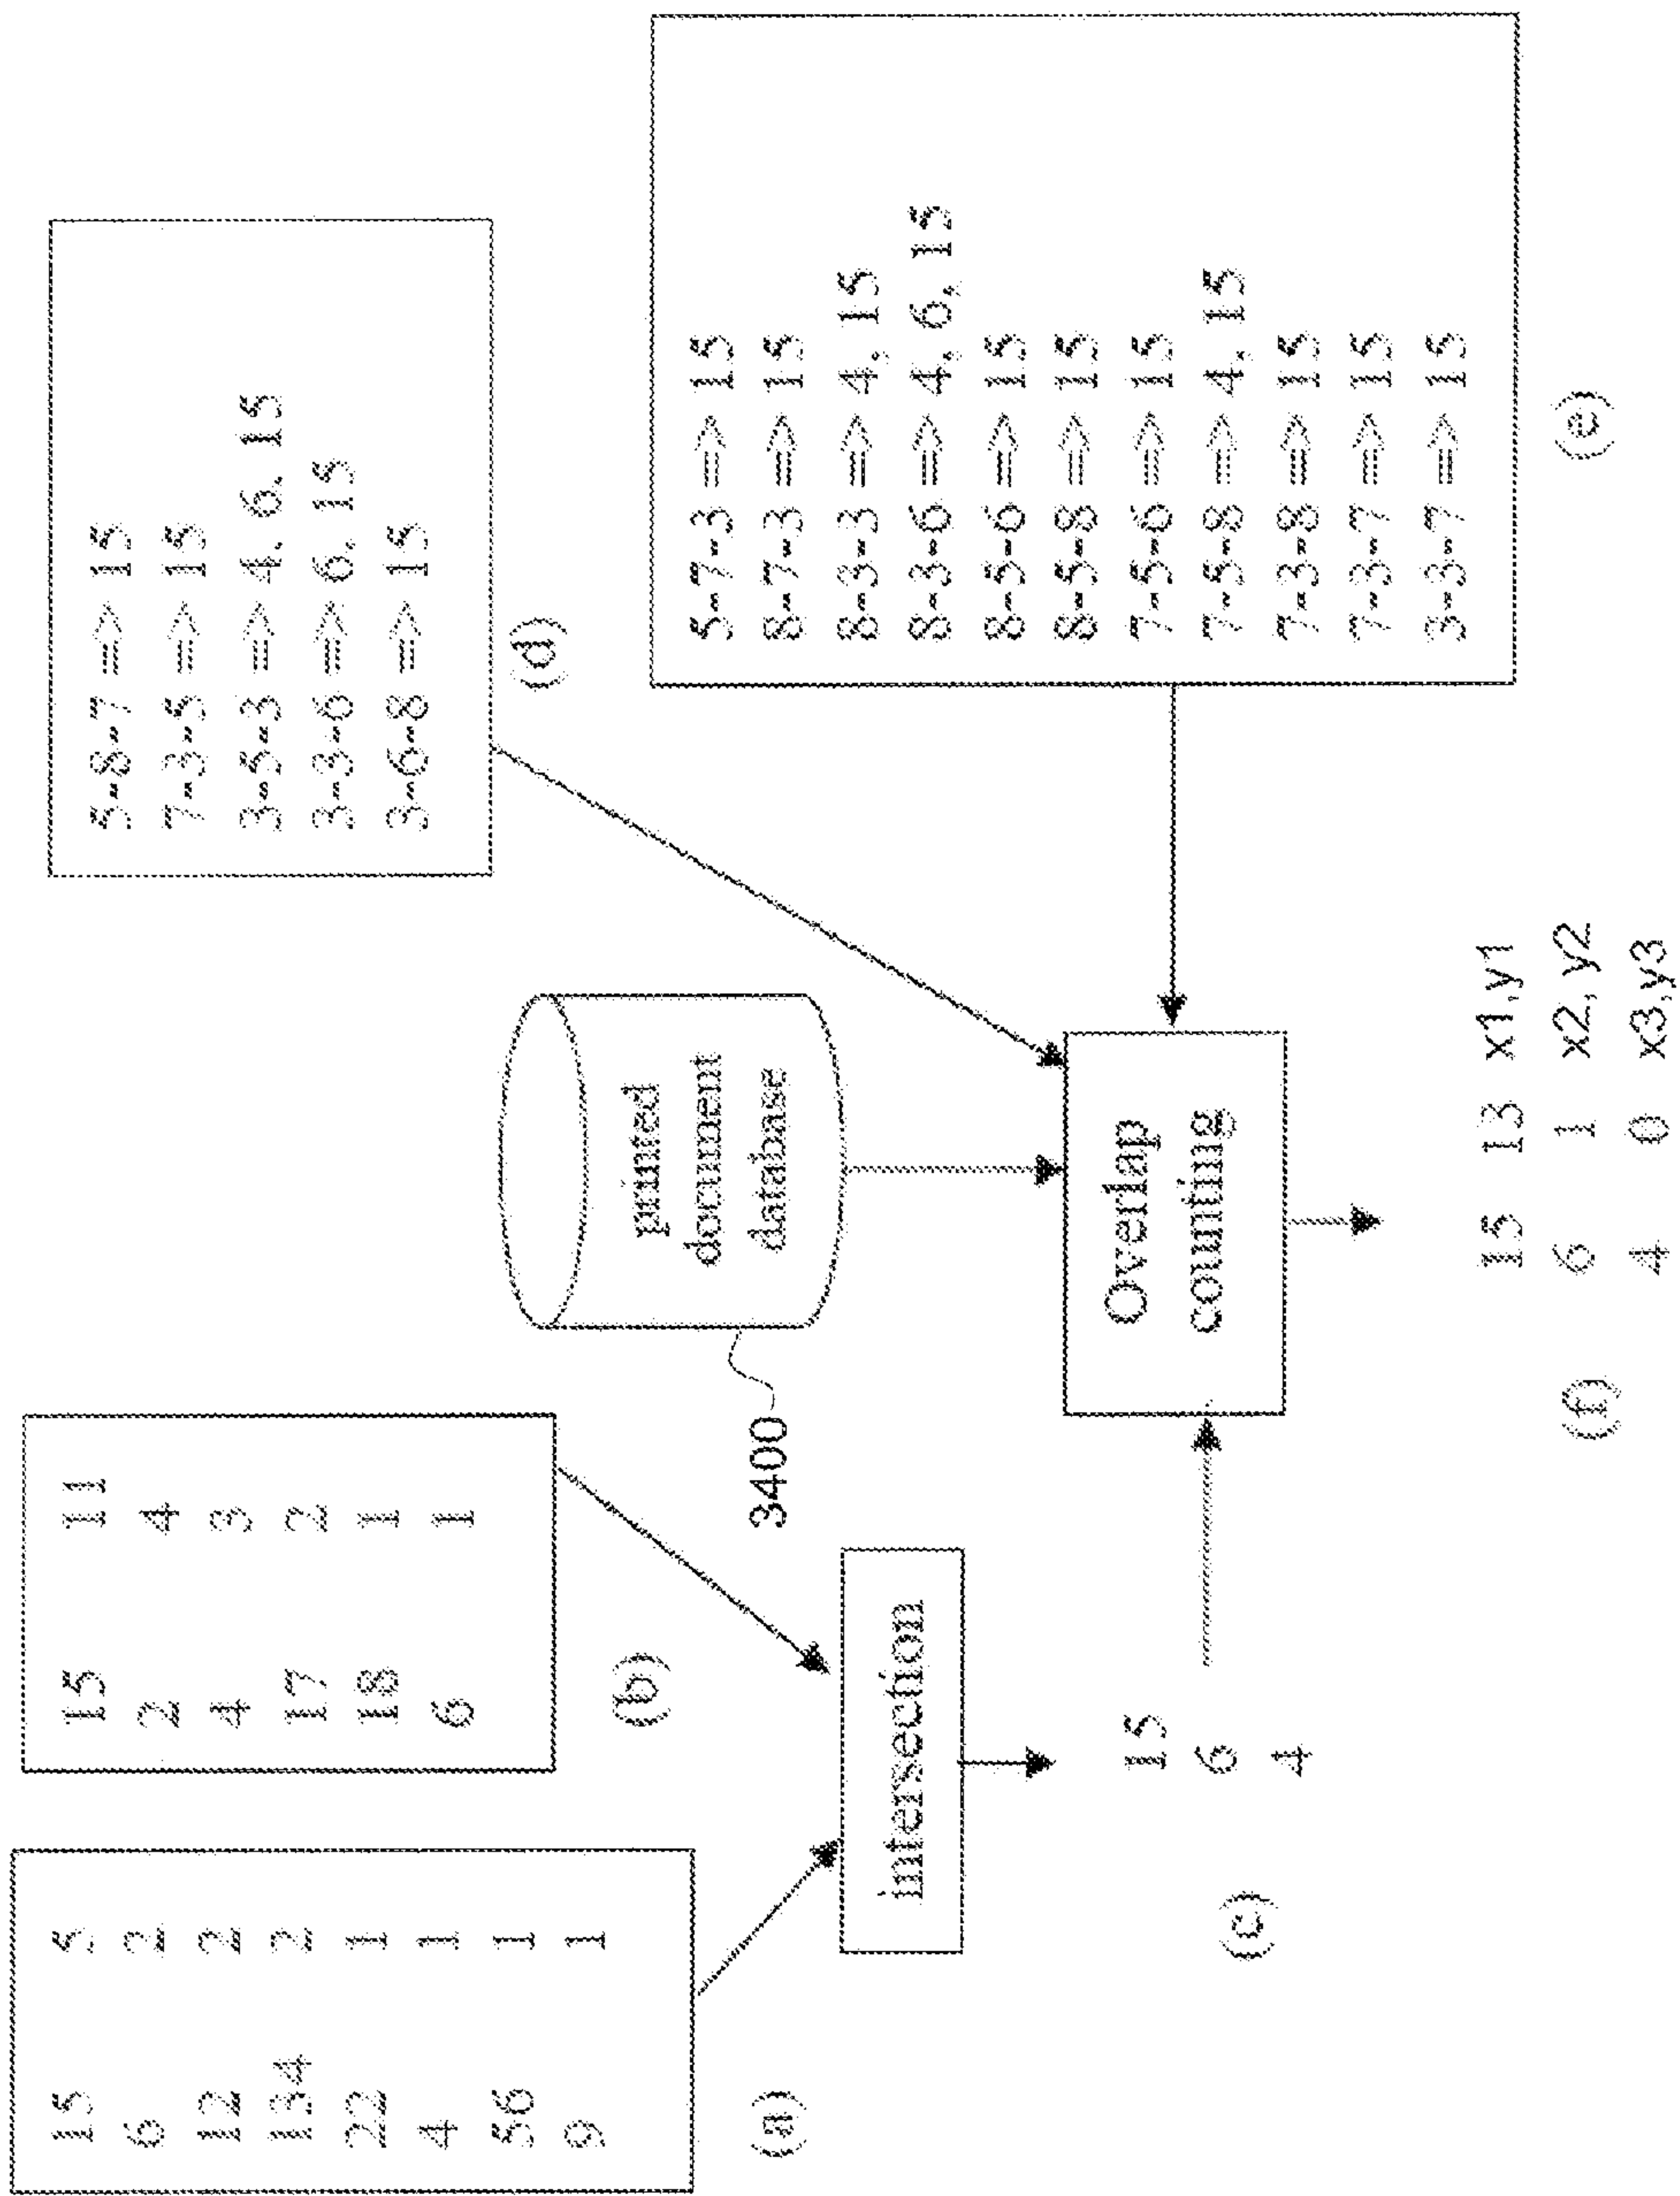 15 5
6 2
12 2
134 2
22 1
4 1
56 1
9 1
(a)
15 11
2 4
4 3
17 2
18 1
6 1
(b)
intersection
15
6
4
(c)
3400
printed
document
database
5-8-7 => 15
7-3-5 => 15
3-5-3 => 4, 6, 15
3-3-6 => 6, 15
3-6-8 => 15
(d)
Overlap
counting
5-7-3 => 15
8-7-3 => 15
8-3-3 => 4, 15
8-3-6 => 4, 6, 15
8-5-6 => 15
8-5-8 => 15
7-5-6 => 15
7-5-8 => 4, 15
7-3-8 => 15
7-3-7 => 15
3-3-7 => 15
(e)
15 13 x1,y1
6 1 x2,y2
4 0 x3,y3
(f)